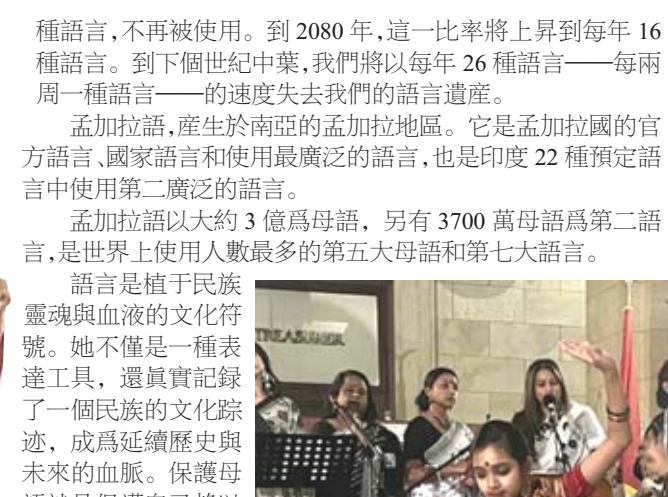 種語言,不再被使用。到 2080 年,這一比率將上昇到每年 16
種語言。到下個世紀中葉,我們將以每年 26 種語言——每兩
周一種語言——的速度失去我們的語言遺産。
孟加拉語,産生於南亞的孟加拉地區。它是孟加拉國的官
方語言、國家語言和使用最廣泛的語言,也是印度 22 種預定語
言中使用第二廣泛的語言。
孟加拉語以大約 3 億爲母語，另有 3700 萬母語爲第二語
言,是世界上使用人數最多的第五大母語和第七大語言。
語言是植于民族
靈魂與血液的文化符
號。她不僅是一種表
達工具，還眞實記録
了一個民族的文化踪
迹，成爲延續歷史與
未來的血脈。保護母
TREASURER